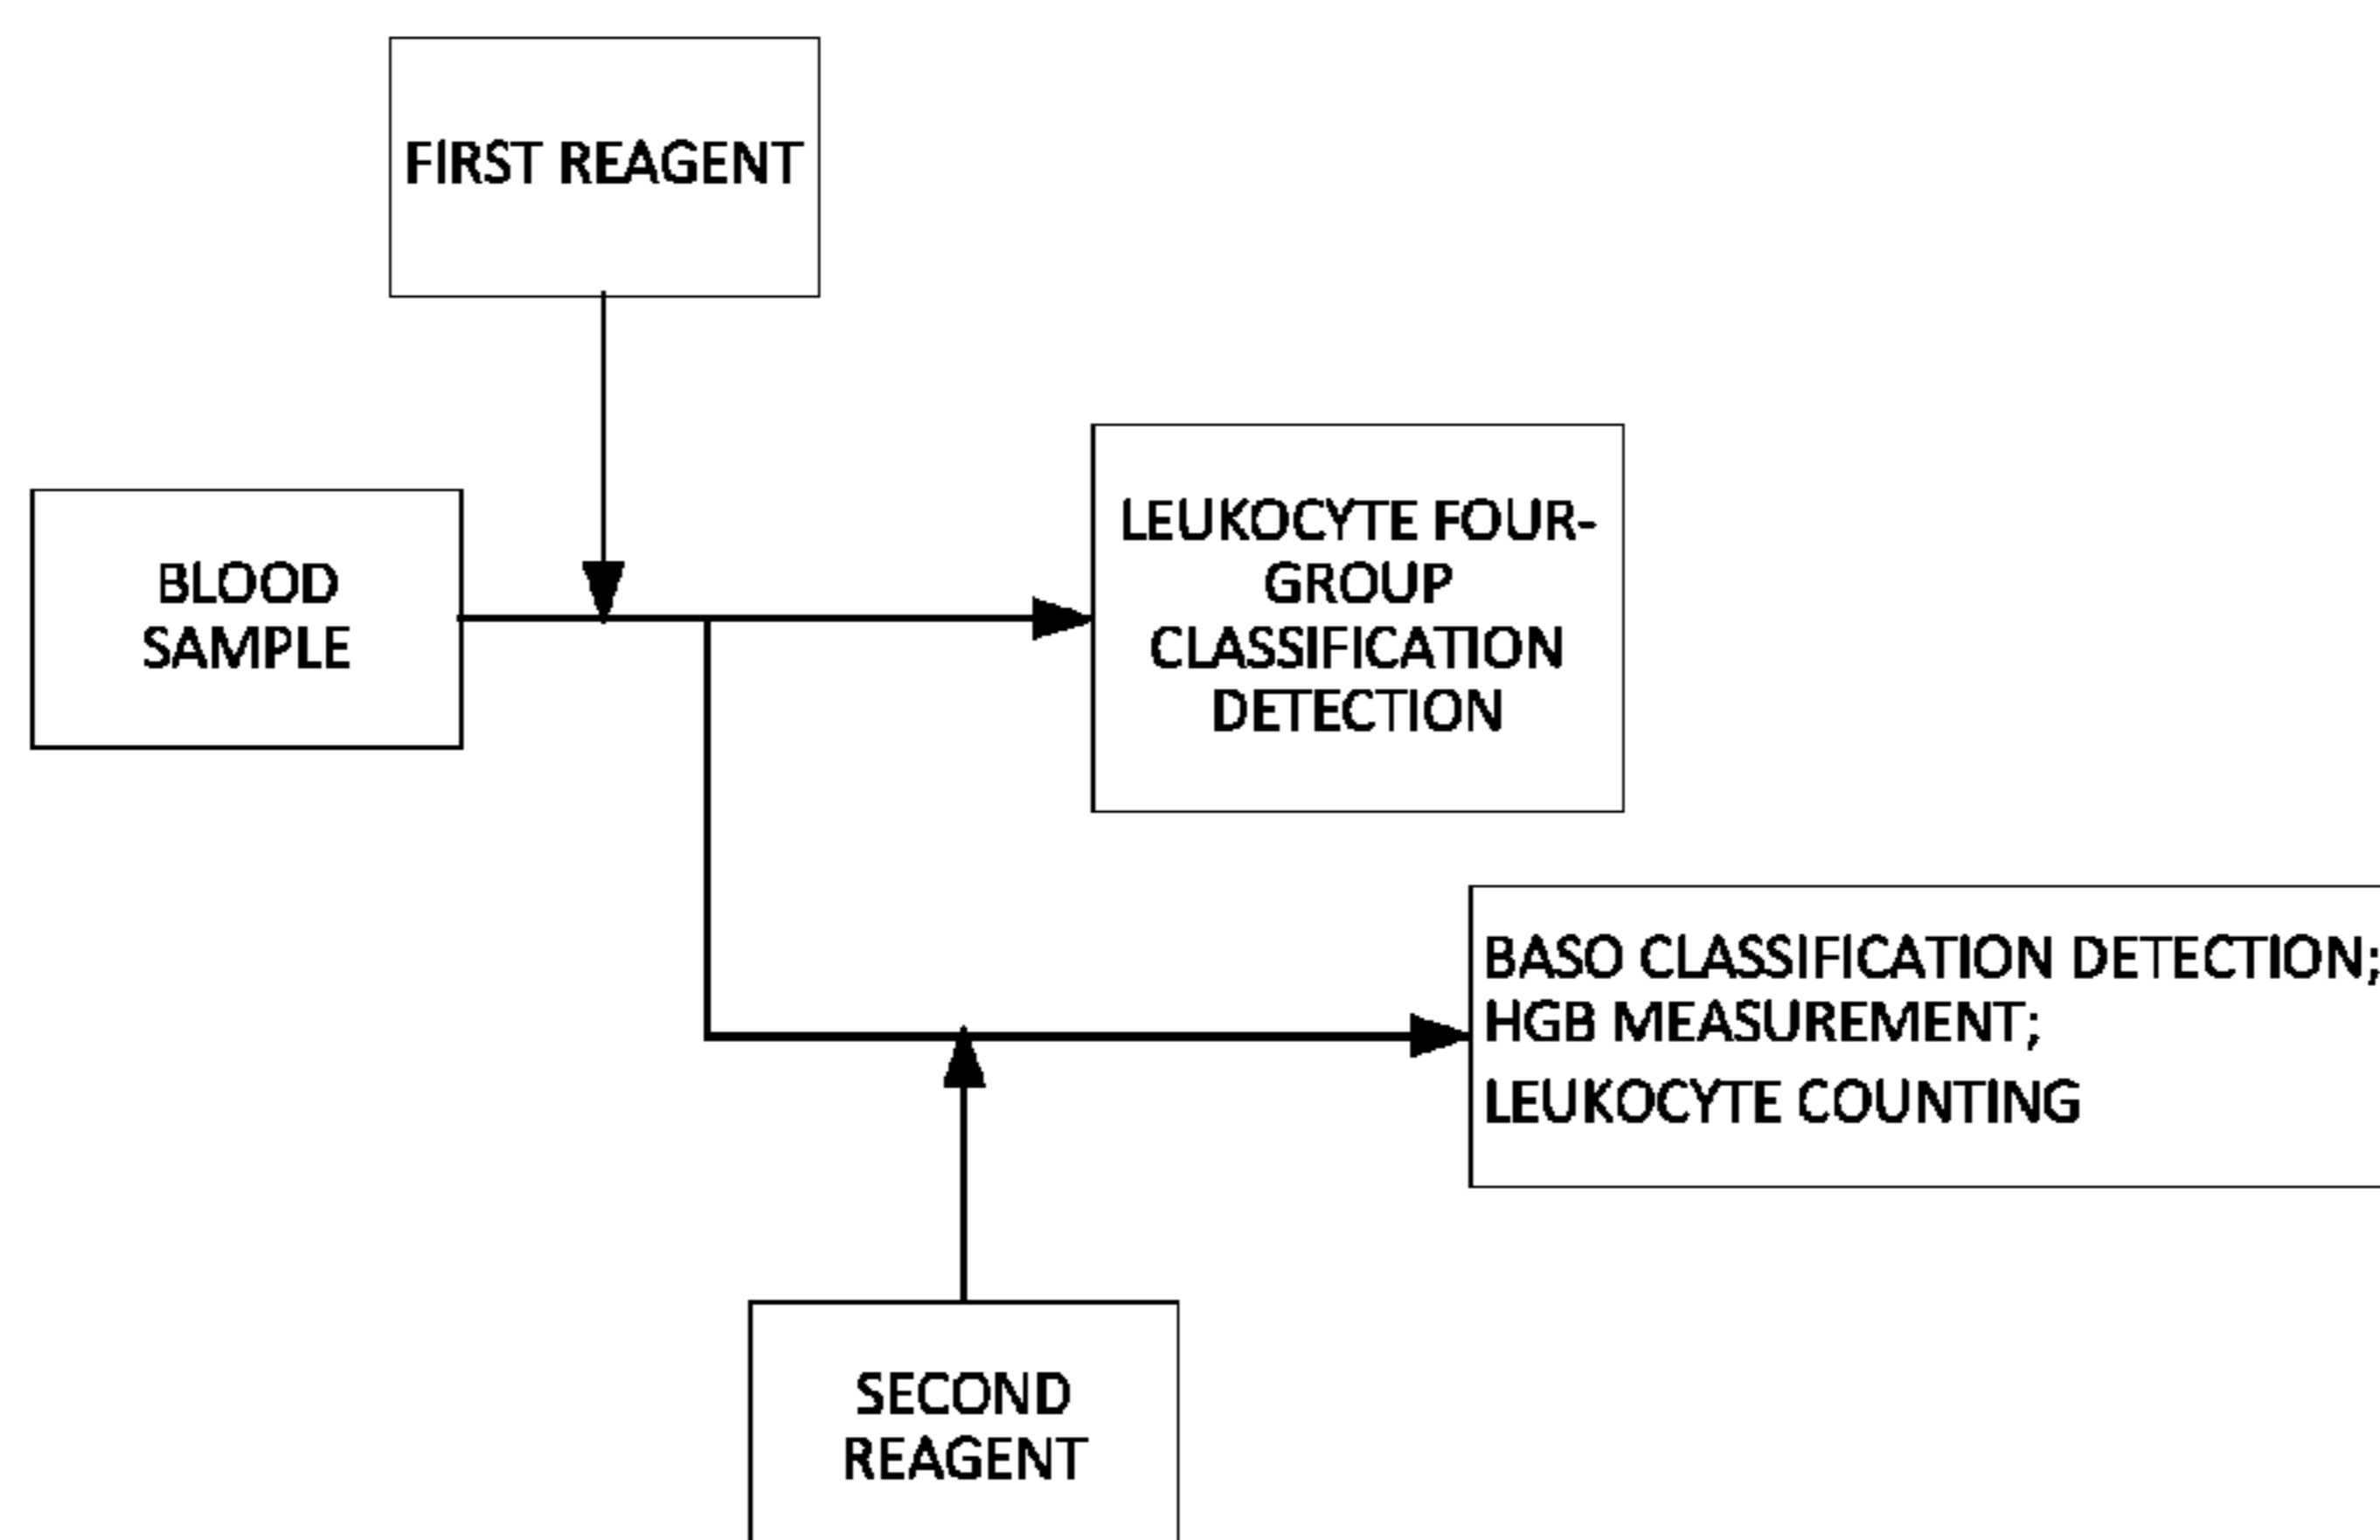 FIRST REAGENT
BLOOD
SAMPLE
LEUKOCYTE FOUR-
GROUP
CLASSIFICATION
DETECTION
BASO CLASSIFICATION DETECTION;
HGB MEASUREMENT;
LEUKOCYTE COUNTING
SECOND
REAGENT